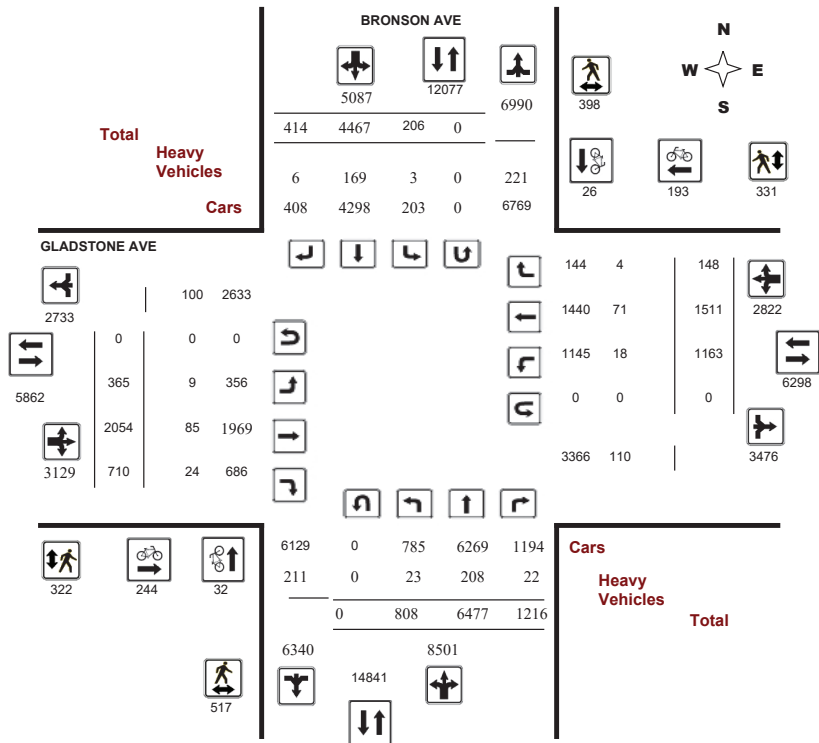 BRONSON AVE
N
W E
S
5087 12077 6990 398
Total 414 4467 206 0
Heavy
Vehicles
6 169 3 0 221
26 193 331
Cars 408 4298 203 0 6769
GLADSTONE AVE
144 4 148
2733 100 2633
1440 71 1511 2822
0 0 0
1145 18 1163
5862 6298
365 9 356
0 0 0
2054 85 1969
3129 710 24 686
3366 110 3476
6129 0 785 6269 1194 Cars
211 0 23 208 22 Heavy
Vehicles
322 244 32
0 808 6477 1216 Total
6340 8501
14841
517